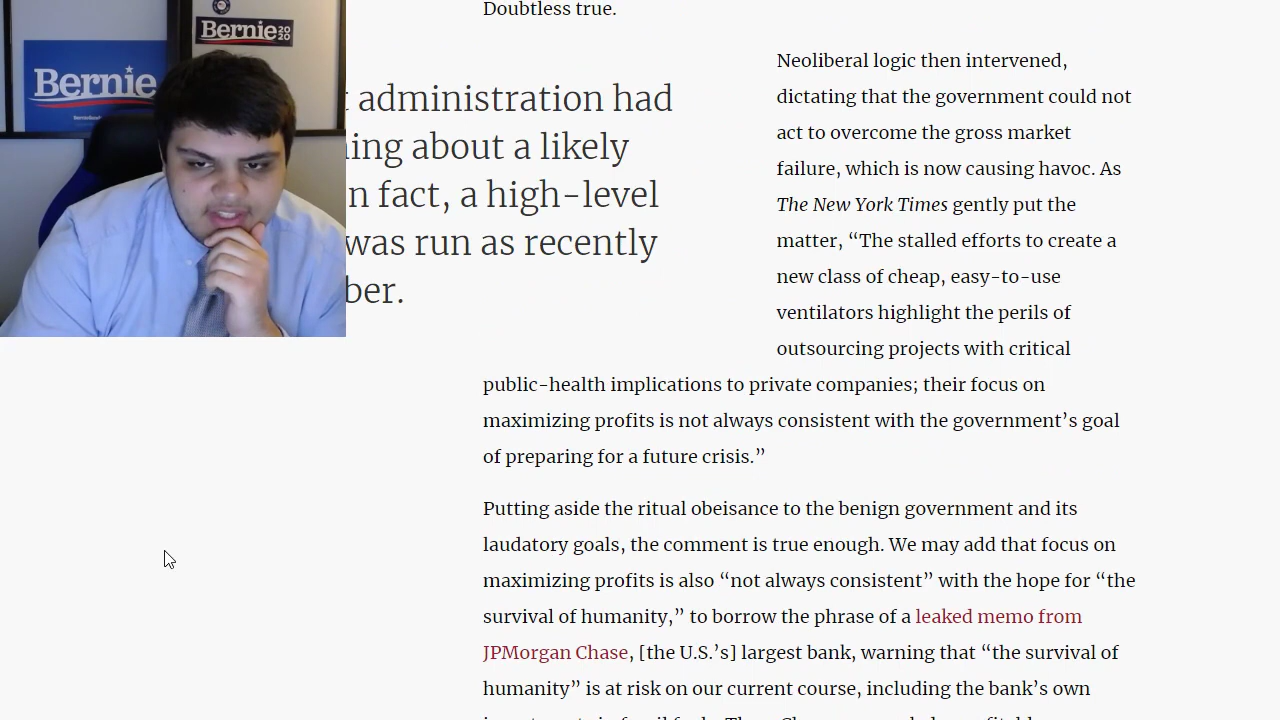 Bernie
Bernie
20
20
Doubtless true.
administration had
ning about a likely
n fact, a high-level
was run as recently
ber.
Neoliberal logic then intervened,
dictating that the government could not
act to overcome the gross market
failure, which is now causing havoc. As
The New York Times gently put the
matter, “The stalled efforts to create a
new class of cheap, easy-to-use
ventilators highlight the perils of
outsourcing projects with critical
public-health implications to private companies; their focus on
maximizing profits is not always consistent with the government’s goal
of preparing for a future crisis.”
Putting aside the ritual obeisance to the benign government and its
laudatory goals, the comment is true enough. We may add that focus on
maximizing profits is also “not always consistent” with the hope for “the
survival of humanity,” to borrow the phrase of a leaked memo from
JPMorgan Chase, [the U.S.’s] largest bank, warning that “the survival of
humanity” is at risk on our current course, including the bank’s own